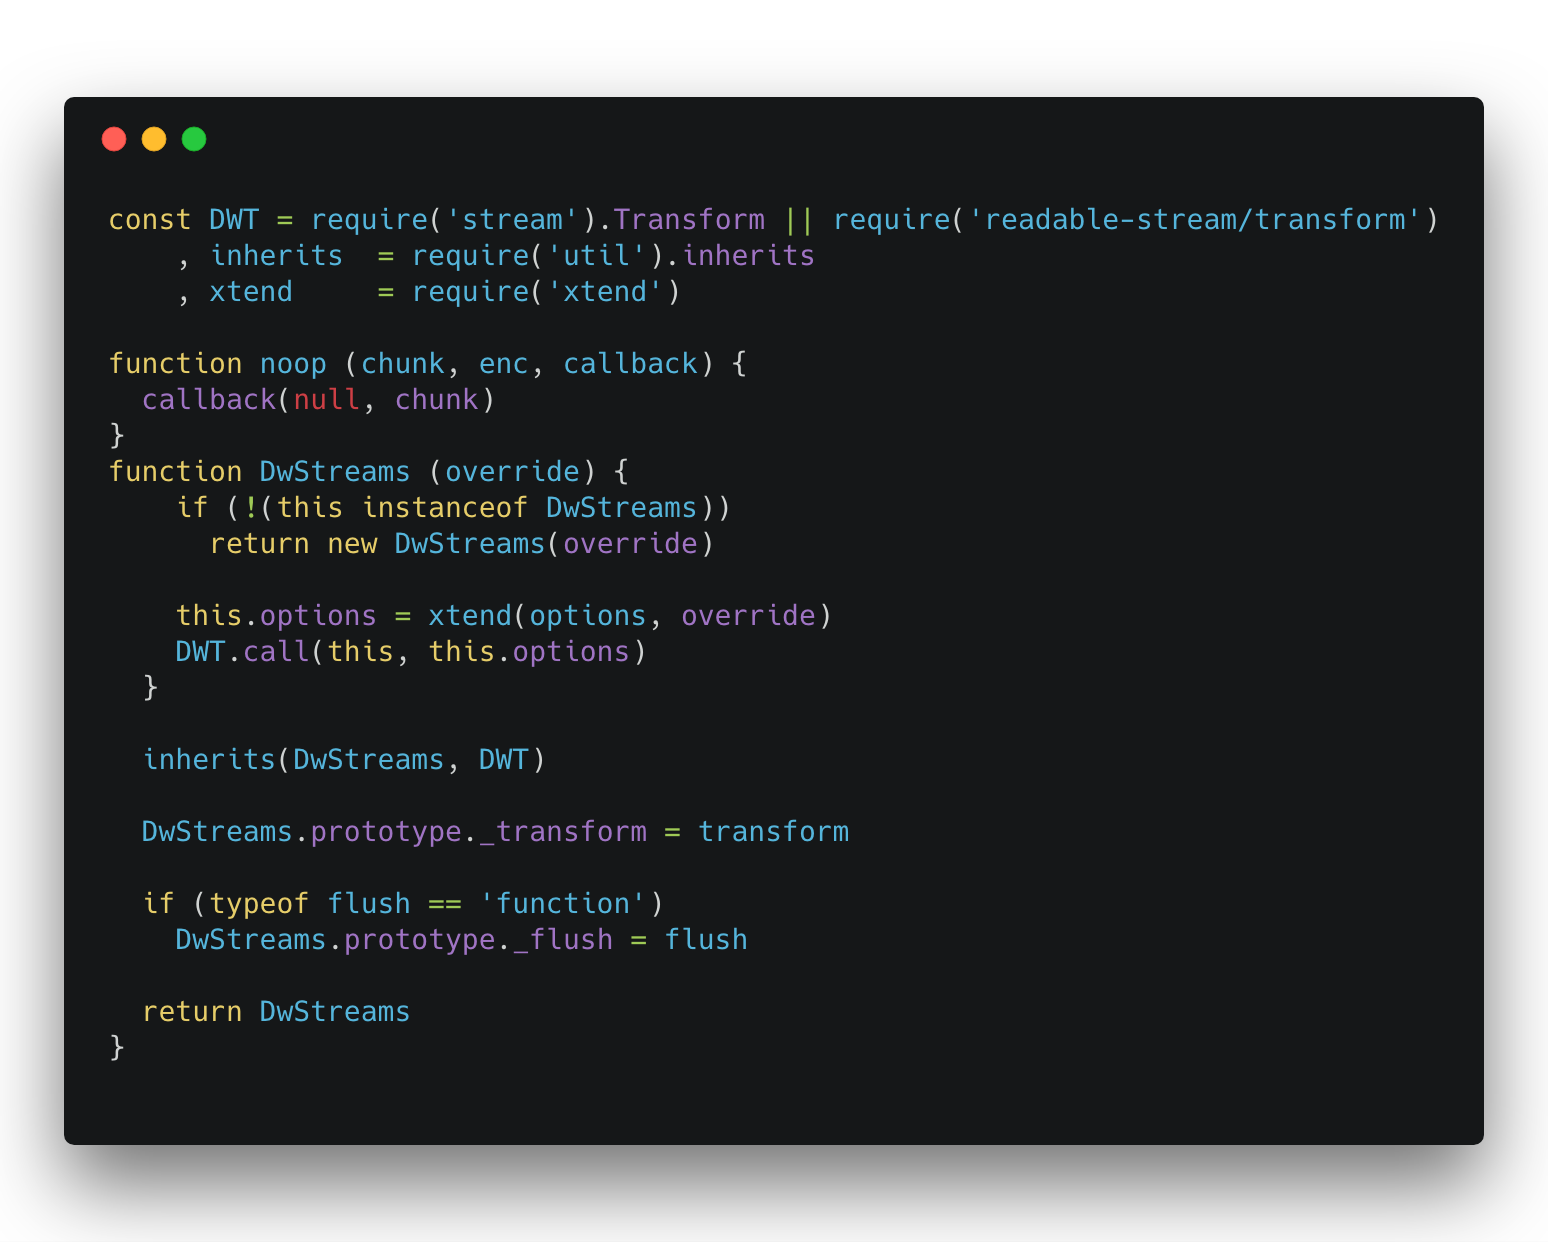 const DWT = require('stream').Transform || require('readable-stream/transform')
    , inherits  = require('util').inherits
    , xtend     = require('xtend')

function noop (chunk, enc, callback) {
  callback(null, chunk)
}
function DwStreams (override) {
    if (!(this instanceof DwStreams))
      return new DwStreams(override)

    this.options = xtend(options, override)
    DWT.call(this, this.options)
  }

  inherits(DwStreams, DWT)

  DwStreams.prototype._transform = transform

  if (typeof flush == 'function')
    DwStreams.prototype._flush = flush

  return DwStreams
}